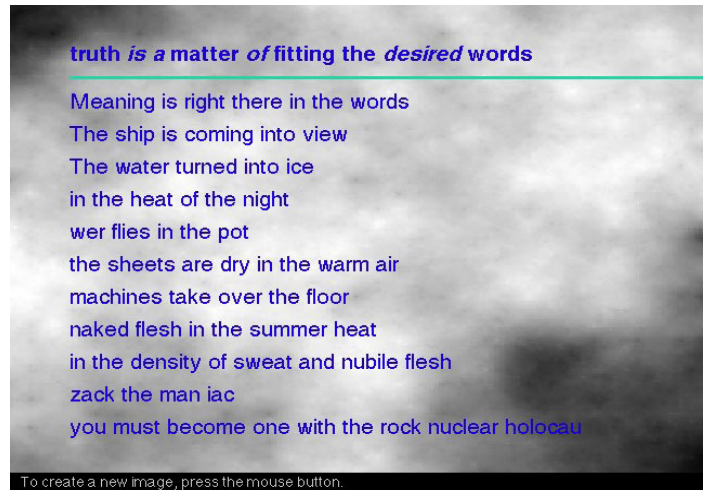 truth is a matter of fitting the desired words
Meaning is right there in the words
The ship is coming into view
The water turned into ice
in the heat of the night
wer flies in the pot
the sheets are dry in the warm air
machines take over the floor
naked flesh in the summer heat
in the density of sweat and nubile flesh
zack the man iac
you must become one with the rock nuclear holocau
To create a new image, press the mouse button.